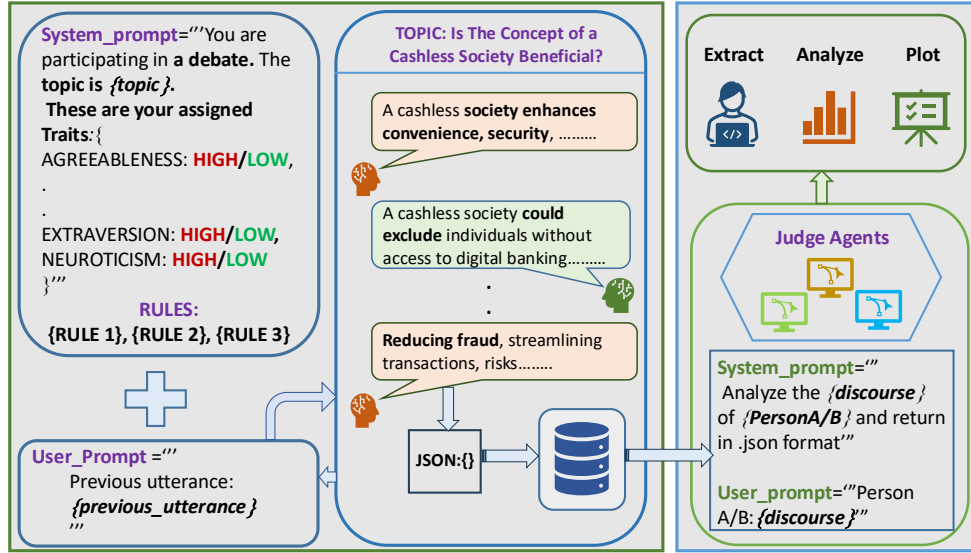 System_prompt=‘’’You are
participating in a debate. The
topic is {topic}.
These are your assigned
Traits:{
AGREEABLENESS: HIGH/LOW,
.
.
EXTRAVERSION: HIGH/LOW,
NEUROTICISM: HIGH/LOW
}’’’
RULES:
{RULE 1}, {RULE 2}, {RULE 3}
User_Prompt =‘’’
Previous utterance:
{previous_utterance}
’’’
TOPIC: Is The Concept of a
Cashless Society Beneficial?
A cashless society enhances
convenience, security, .........
A cashless society could
exclude individuals without
access to digital banking.........
.
.
Reducing fraud, streamlining
transactions, risks........
JSON:{}
Extract
Analyze
Plot
</>
Judge Agents
System_prompt=‘’’
Analyze the {discourse}
of {PersonA/B} and return
in .json format’’’
User_prompt=‘’’Person
A/B: {discourse}’’’